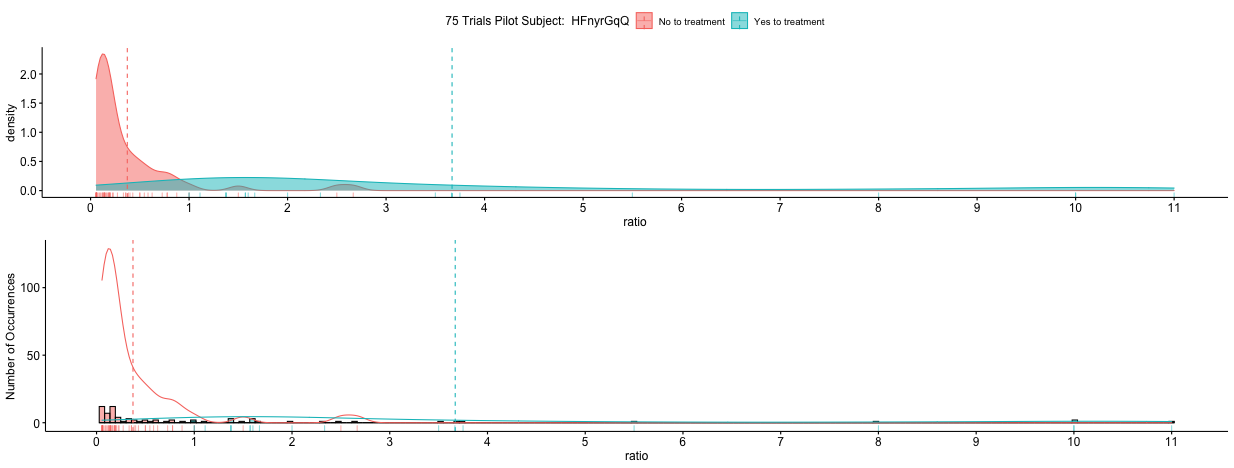 75 Trials Pilot Subject: HFnyrGqQ No to treatment Yes to treatment
density
2.0
1.5
1.0
0.5
0.0
0 1 2 3 4 5 6 7 8 9 10 11
ratio
Number of Occurrences
100
50
0
0 1 2 3 4 5 6 7 8 9 10 11
ratio